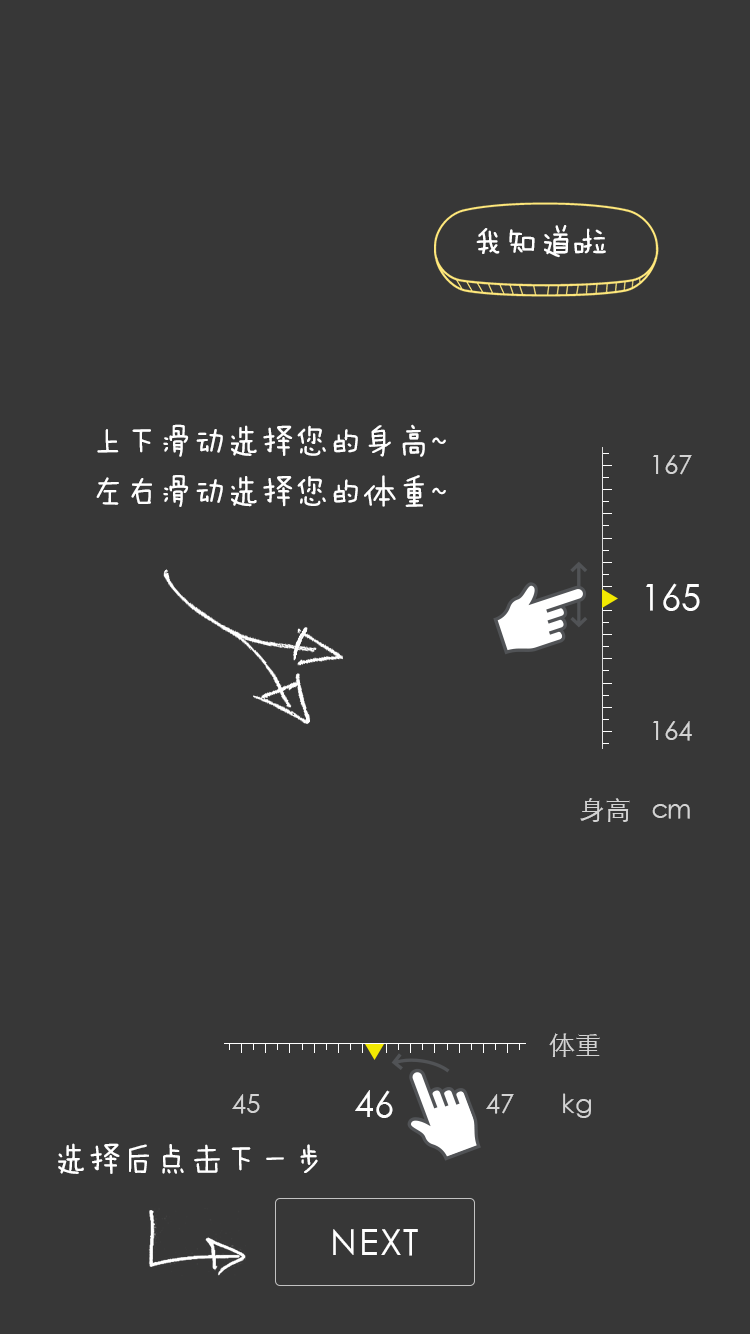 我知道啦
上下滑动选择您的身高~
左右滑动选择您的体重~
167
165
164
身高 cm
体重
45 46 47 kg
选择后点击下一步
NEXT